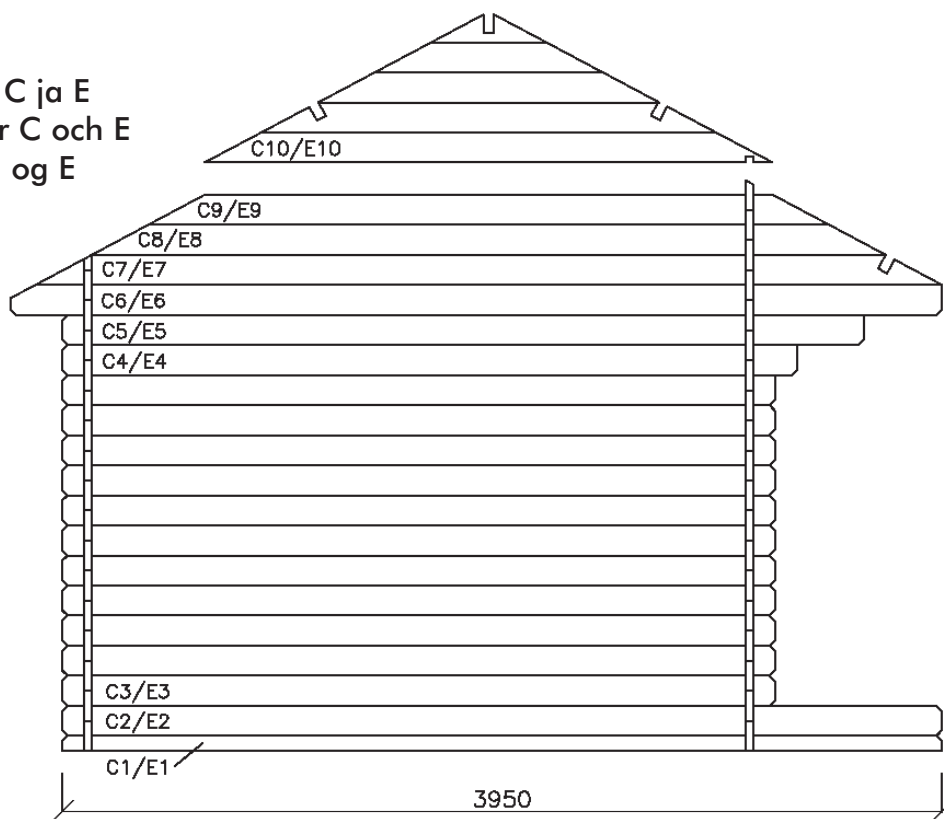 C ja E
r C och E
og E
C10/E10
C9/E9
C8/E8
C7/E7
C6/E6
C5/E5
C4/E4
C3/E3
C2/E2
C1/E1
3950